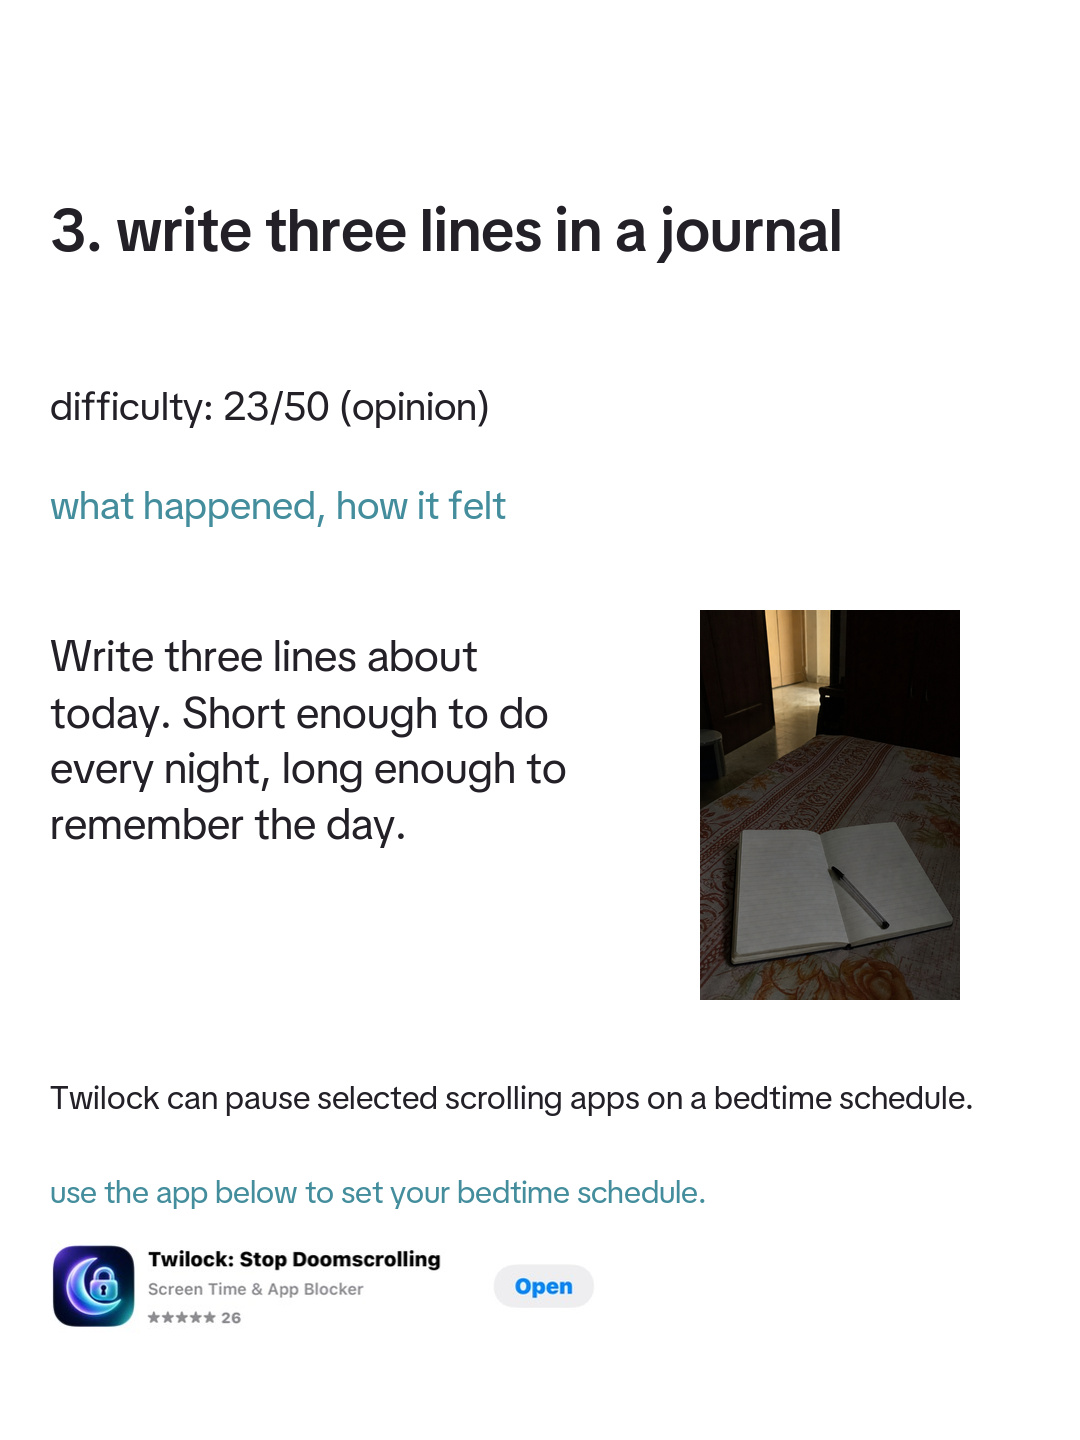 3. write three lines in a journal
difficulty: 23/50 (opinion)
what happened, how it felt
Write three lines about
today. Short enough to do
every night, long enough to
remember the day.
Twilock can pause selected scrolling apps on a bedtime schedule.
use the app below to set your bedtime schedule.
Twilock: Stop Doomscrolling
Screen Time & App Blocker
★★★★★ 26
Open